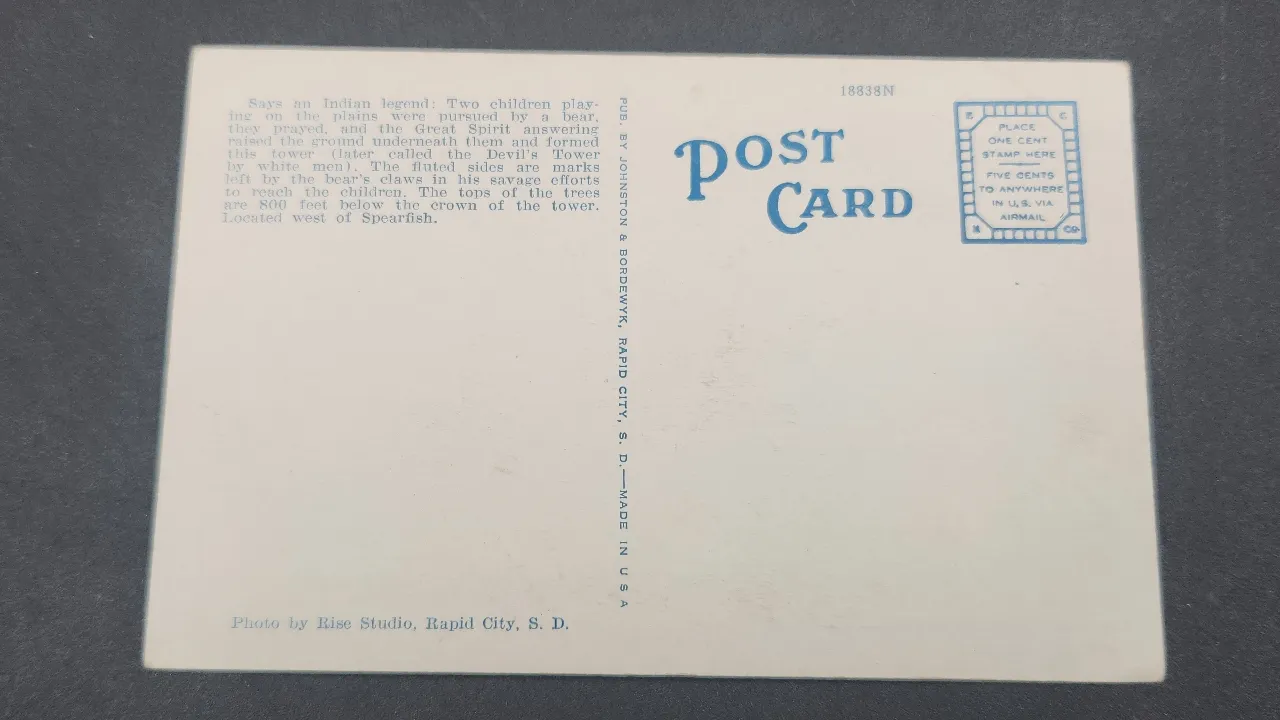 Says an Indian legend: Two children play-
ing on the plains were pursued by a bear,
they prayed, and the Great Spirit answering
raised the ground underneath them and formed
this tower (later called the Devil's Tower
by white men). The fluted sides are marks
left by the bear's claws in his savage efforts
to reach the children. The tops of the trees
are 800 feet below the crown of the tower.
Located west of Spearfish.
Photo by Rise Studio, Rapid City, S. D.
PUB. BY JOHNSTON & BORDEWYK, RAPID CITY, S. D.—MADE IN U S A
18838N
POST
CARD
PLACE
ONE CENT
STAMP HERE
FIVE CENTS
TO ANYWHERE
IN U.S. VIA
AIRMAIL
CO.